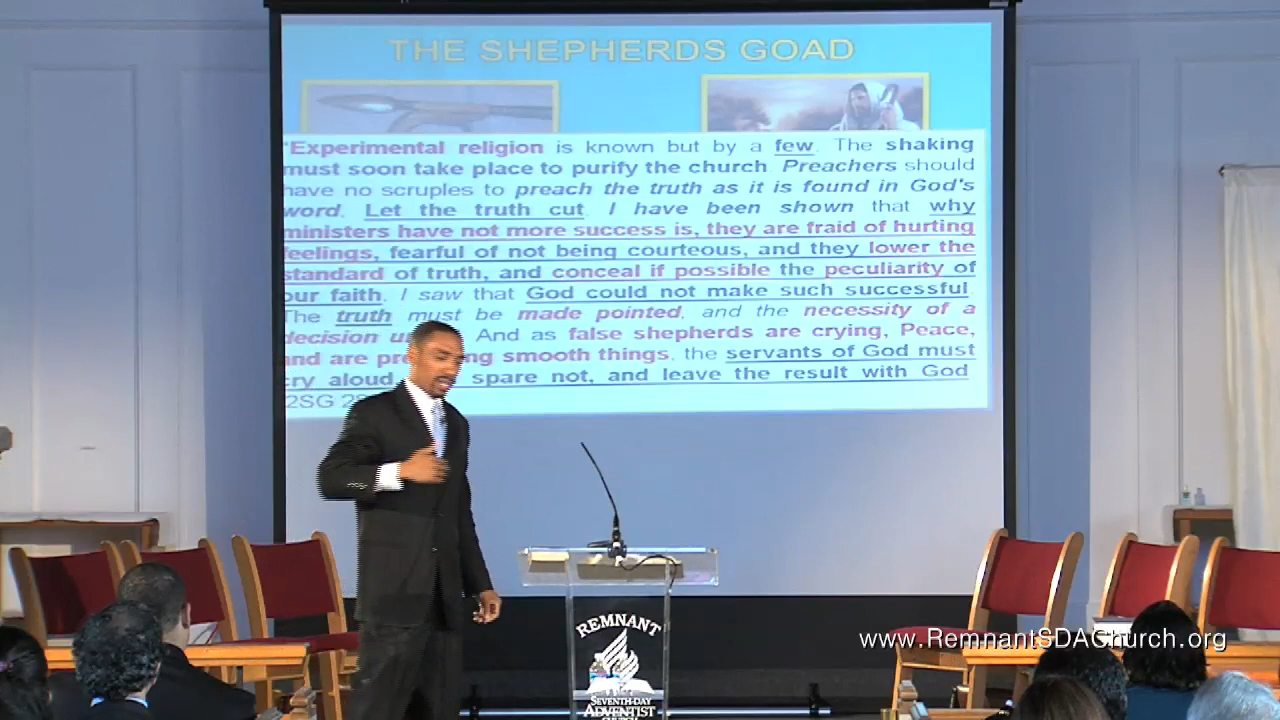 THE SHEPHERDS GOAD
"Experimental religion is known but by a few. The shaking
must soon take place to purify the church. Preachers should
have no scruples to preach the truth as it is found in God's
word. Let the truth cut. I have been shown that why
ministers have not more success is, they are fraid of hurting
feelings, fearful of not being courteous, and they lower the
standard of truth, and conceal if possible the peculiarity of
our faith. I saw that God could not make such successful.
The truth must be made pointed, and the necessity of a
decision And as false shepherds are crying, Peace,
and are smooth things, the servants of God must
cry aloud spare not, and leave the result with God
2SG
REMNANT
SEVENTH-DAY
ADVENTIST
CHURCH
www.RemnantSDAChurch.org